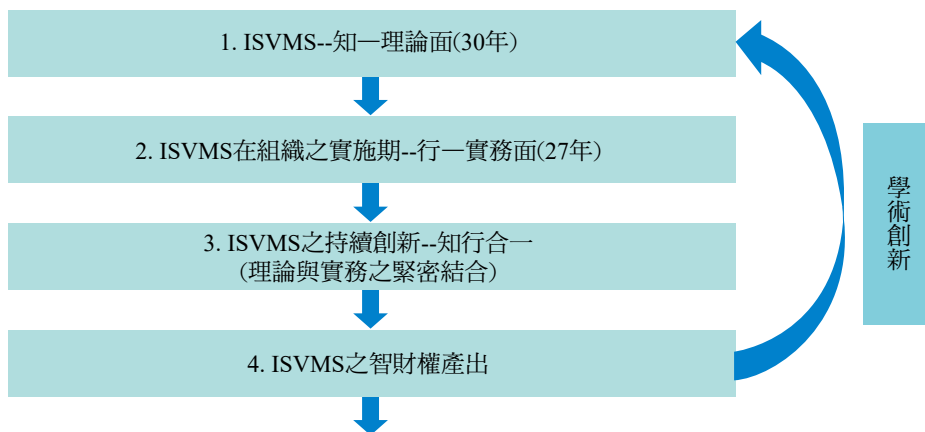 1. ISVMS--知—理論面(30年)
2. ISVMS在組織之實施期--行—實務面(27年)
3. ISVMS之持續創新--知行合一
(理論與實務之緊密結合)
4. ISVMS之智財權產出
學術創新